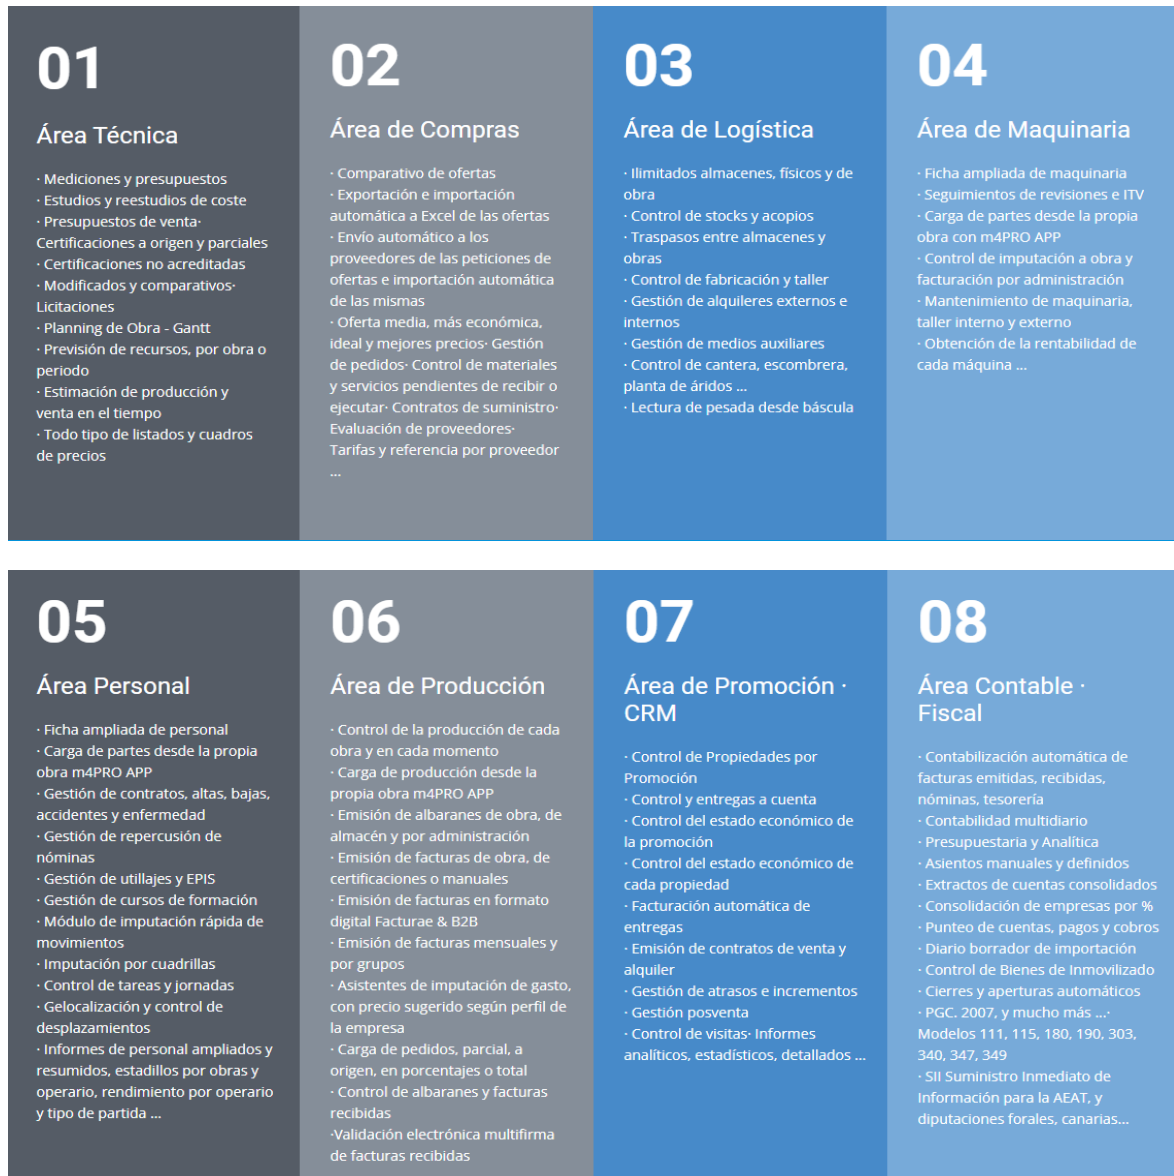 01
Área Técnica
· Mediciones y presupuestos
· Estudios y reestudios de coste
· Presupuestos de venta·
Certificaciones a origen y parciales
· Certificaciones no acreditadas
· Modificados y comparativos·
Licitaciones
· Planning de Obra - Gantt
· Previsión de recursos, por obra o
periodo
· Estimación de producción y
venta en el tiempo
· Todo tipo de listados y cuadros
de precios
02
Área de Compras
· Comparativo de ofertas
· Exportación e importación
automática a Excel de las ofertas
· Envío automático a los
proveedores de las peticiones de
ofertas e importación automática
de las mismas
· Oferta media, más económica,
ideal y mejores precios· Gestión
de pedidos· Control de materiales
y servicios pendientes de recibir o
ejecutar· Contratos de suministro·
Evaluación de proveedores·
Tarifas y referencia por proveedor
...
03
Área de Logística
· Ilimitados almacenes, físicos y de
obra
· Control de stocks y acopios
· Traspasos entre almacenes y
obras
· Control de fabricación y taller
· Gestión de alquileres externos e
internos
· Gestión de medios auxiliares
· Control de cantera, escombrera,
planta de áridos ...
· Lectura de pesada desde báscula
04
Área de Maquinaria
· Ficha ampliada de maquinaria
· Seguimientos de revisiones e ITV
· Carga de partes desde la propia
obra con m4PRO APP
· Control de imputación a obra y
facturación por administración
· Mantenimiento de maquinaria,
taller interno y externo
· Obtención de la rentabilidad de
cada máquina ...
05
Área Personal
· Ficha ampliada de personal
· Carga de partes desde la propia
obra m4PRO APP
· Gestión de contratos, altas, bajas,
accidentes y enfermedad
· Gestión de repercusión de
nóminas
· Gestión de utillajes y EPIS
· Gestión de cursos de formación
· Módulo de imputación rápida de
movimientos
· Imputación por cuadrillas
· Control de tareas y jornadas
· Gelocalización y control de
desplazamientos
· Informes de personal ampliados y
resumidos, estadillos por obras y
operario, rendimiento por operario
y tipo de partida ...
06
Área de Producción
· Control de la producción de cada
obra y en cada momento
· Carga de producción desde la
propia obra m4PRO APP
· Emisión de albaranes de obra, de
almacén y por administración
· Emisión de facturas de obra, de
certificaciones o manuales
· Emisión de facturas en formato
digital Facturae & B2B
· Emisión de facturas mensuales y
por grupos
· Asistentes de imputación de gasto,
con precio sugerido según perfil de
la empresa
· Carga de pedidos, parcial, a
origen, en porcentajes o total
· Control de albaranes y facturas
recibidas
·Validación electrónica multifirma
de facturas recibidas
07
Área de Promoción ·
CRM
· Control de Propiedades por
Promoción
· Control y entregas a cuenta
· Control del estado económico de
la promoción
· Control del estado económico de
cada propiedad
· Facturación automática de
entregas
· Emisión de contratos de venta y
alquiler
· Gestión de atrasos e incrementos
· Gestión posventa
· Control de visitas· Informes
analíticos, estadísticos, detallados ...
08
Área Contable ·
Fiscal
· Contabilización automática de
facturas emitidas, recibidas,
nóminas, tesorería
· Contabilidad multidiario
· Presupuestaria y Analítica
· Asientos manuales y definidos
· Extractos de cuentas consolidados
· Consolidación de empresas por %
· Punteo de cuentas, pagos y cobros
· Diario borrador de importación
· Control de Bienes de Inmovilizado
· Cierres y aperturas automáticos
· PGC. 2007, y mucho más ...·
Modelos 111, 115, 180, 190, 303,
340, 347, 349
· SII Suministro Inmediato de
Información para la AEAT, y
diputaciones forales, canarias...